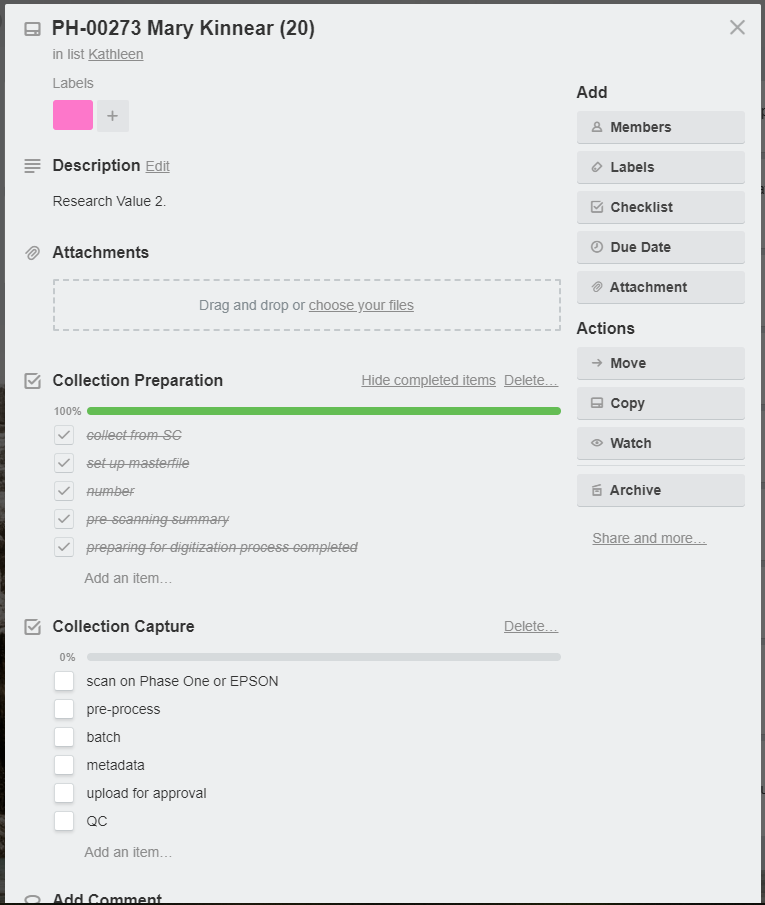 PH-00273 Mary Kinnear (20)
in list Kathleen
Labels
+
Description Edit
Research Value 2.
Attachments
Drag and drop or choose your files
Collection Preparation Hide completed items Delete...
100%
collect from SC
set up masterfile
number
pre-scanning summary
preparing for digitization process completed
Add an item...
Collection Capture Delete...
0%
scan on Phase One or EPSON
pre-process
batch
metadata
upload for approval
QC
Add an item...
Add Comment
Add
Members
Labels
Checklist
Due Date
Attachment
Actions
Move
Copy
Watch
Archive
Share and more...